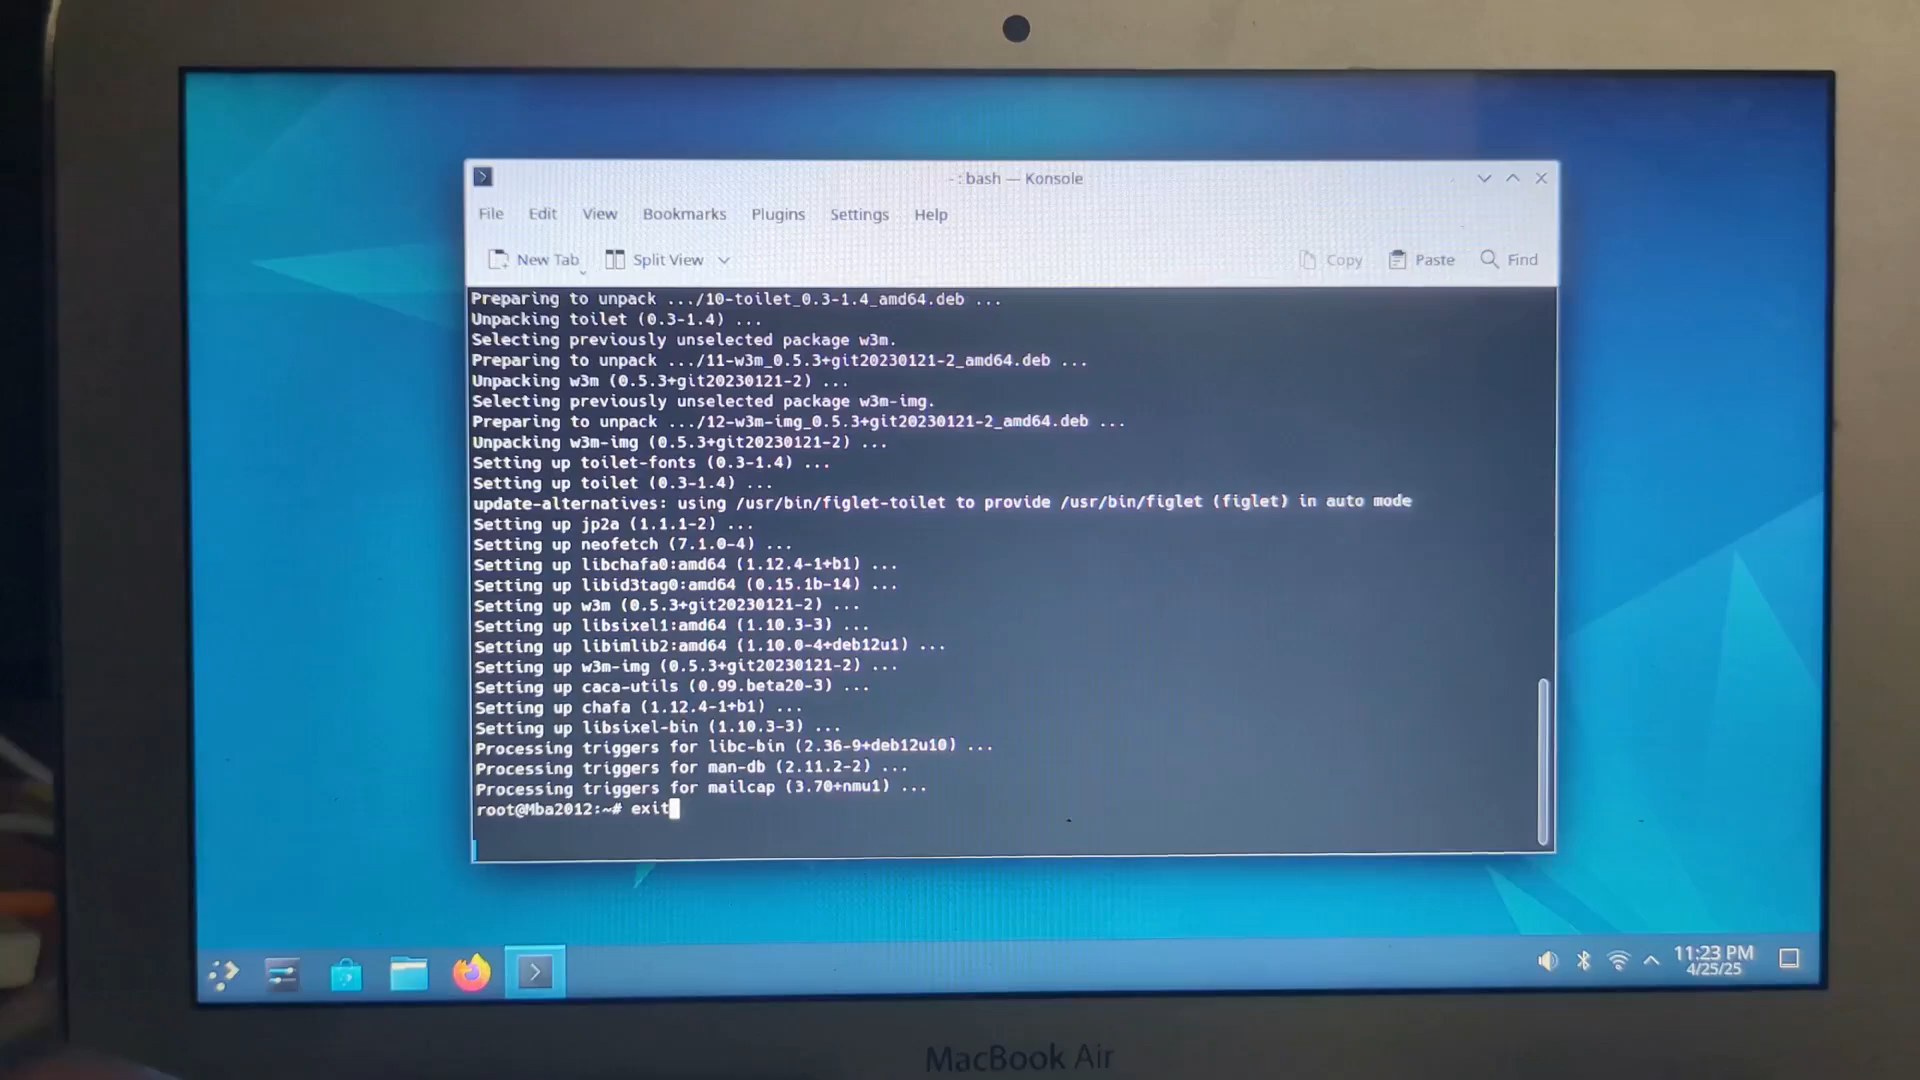 - : bash — Konsole
File Edit View Bookmarks Plugins Settings Help
New Tab Split View Copy Paste Find
Preparing to unpack .../10-toilet_0.3-1.4_amd64.deb ...
Unpacking toilet (0.3-1.4) ...
Selecting previously unselected package w3m.
Preparing to unpack .../11-w3m_0.5.3+git20230121-2_amd64.deb ...
Unpacking w3m (0.5.3+git20230121-2) ...
Selecting previously unselected package w3m-img.
Preparing to unpack .../12-w3m-img_0.5.3+git20230121-2_amd64.deb ...
Unpacking w3m-img (0.5.3+git20230121-2) ...
Setting up toilet-fonts (0.3-1.4) ...
Setting up toilet (0.3-1.4) ...
update-alternatives: using /usr/bin/figlet-toilet to provide /usr/bin/figlet (figlet) in auto mode
Setting up jp2a (1.1.1-2) ...
Setting up neofetch (7.1.0-4) ...
Setting up libchafa0:amd64 (1.12.4-1+b1) ...
Setting up libid3tag0:amd64 (0.15.1b-14) ...
Setting up w3m (0.5.3+git20230121-2) ...
Setting up libsixel1:amd64 (1.10.3-3) ...
Setting up libimlib2:amd64 (1.10.0-4+deb12u1) ...
Setting up w3m-img (0.5.3+git20230121-2) ...
Setting up caca-utils (0.99.beta20-3) ...
Setting up chafa (1.12.4-1+b1) ...
Setting up libsixel-bin (1.10.3-3) ...
Processing triggers for libc-bin (2.36-9+deb12u10) ...
Processing triggers for man-db (2.11.2-2) ...
Processing triggers for mailcap (3.70+nmu1) ...
root@Mba2012:~# exit
11:23 PM
4/25/25
MacBook Air